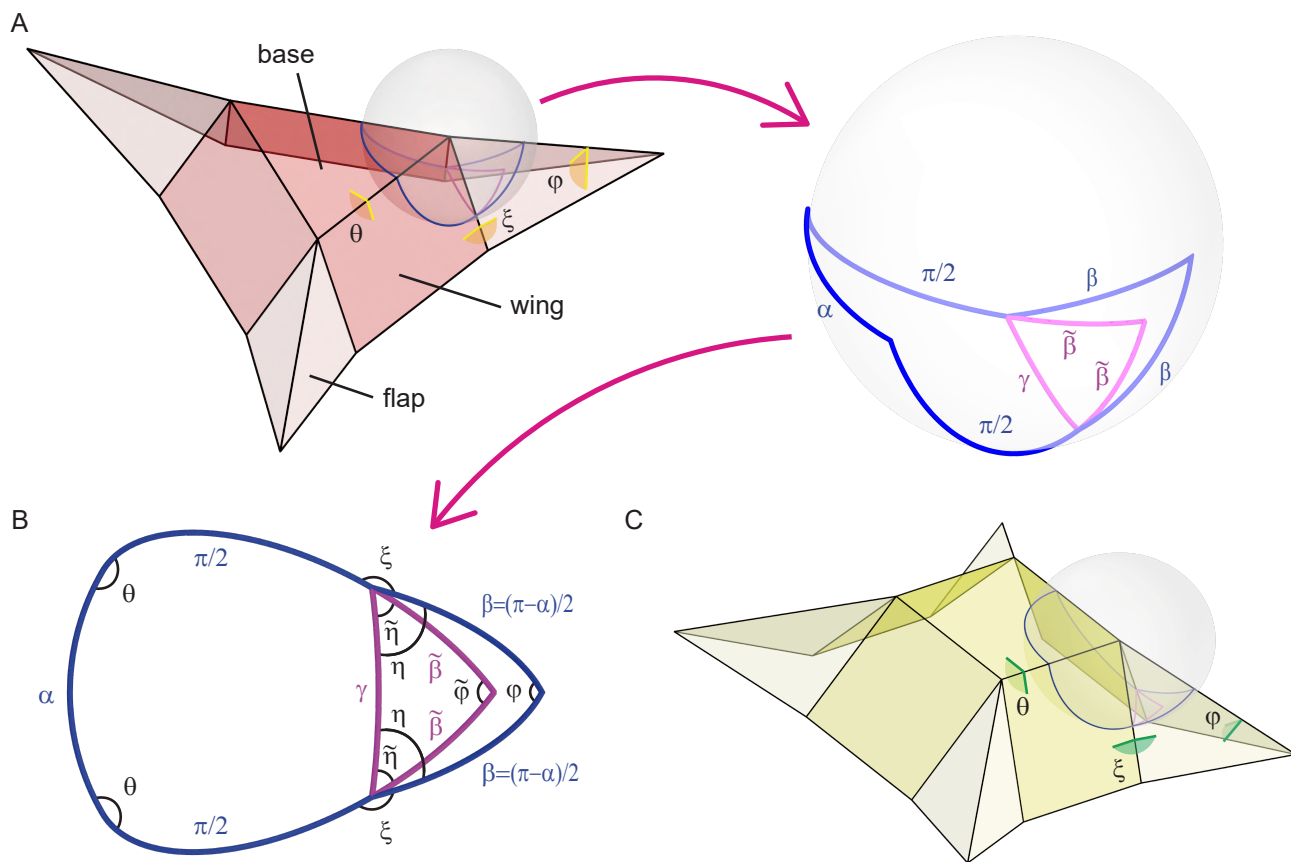 A
base
θ
ξ
φ
wing
flap
π/2
β
α
β̃
γ
β̃
β
π/2
B
π/2
ξ
θ
β=(π−α)/2
η̃
β̃
η
α
γ
φ̃
φ
η
β̃
η̃
β=(π−α)/2
θ
π/2
ξ
C
θ
φ
ξ